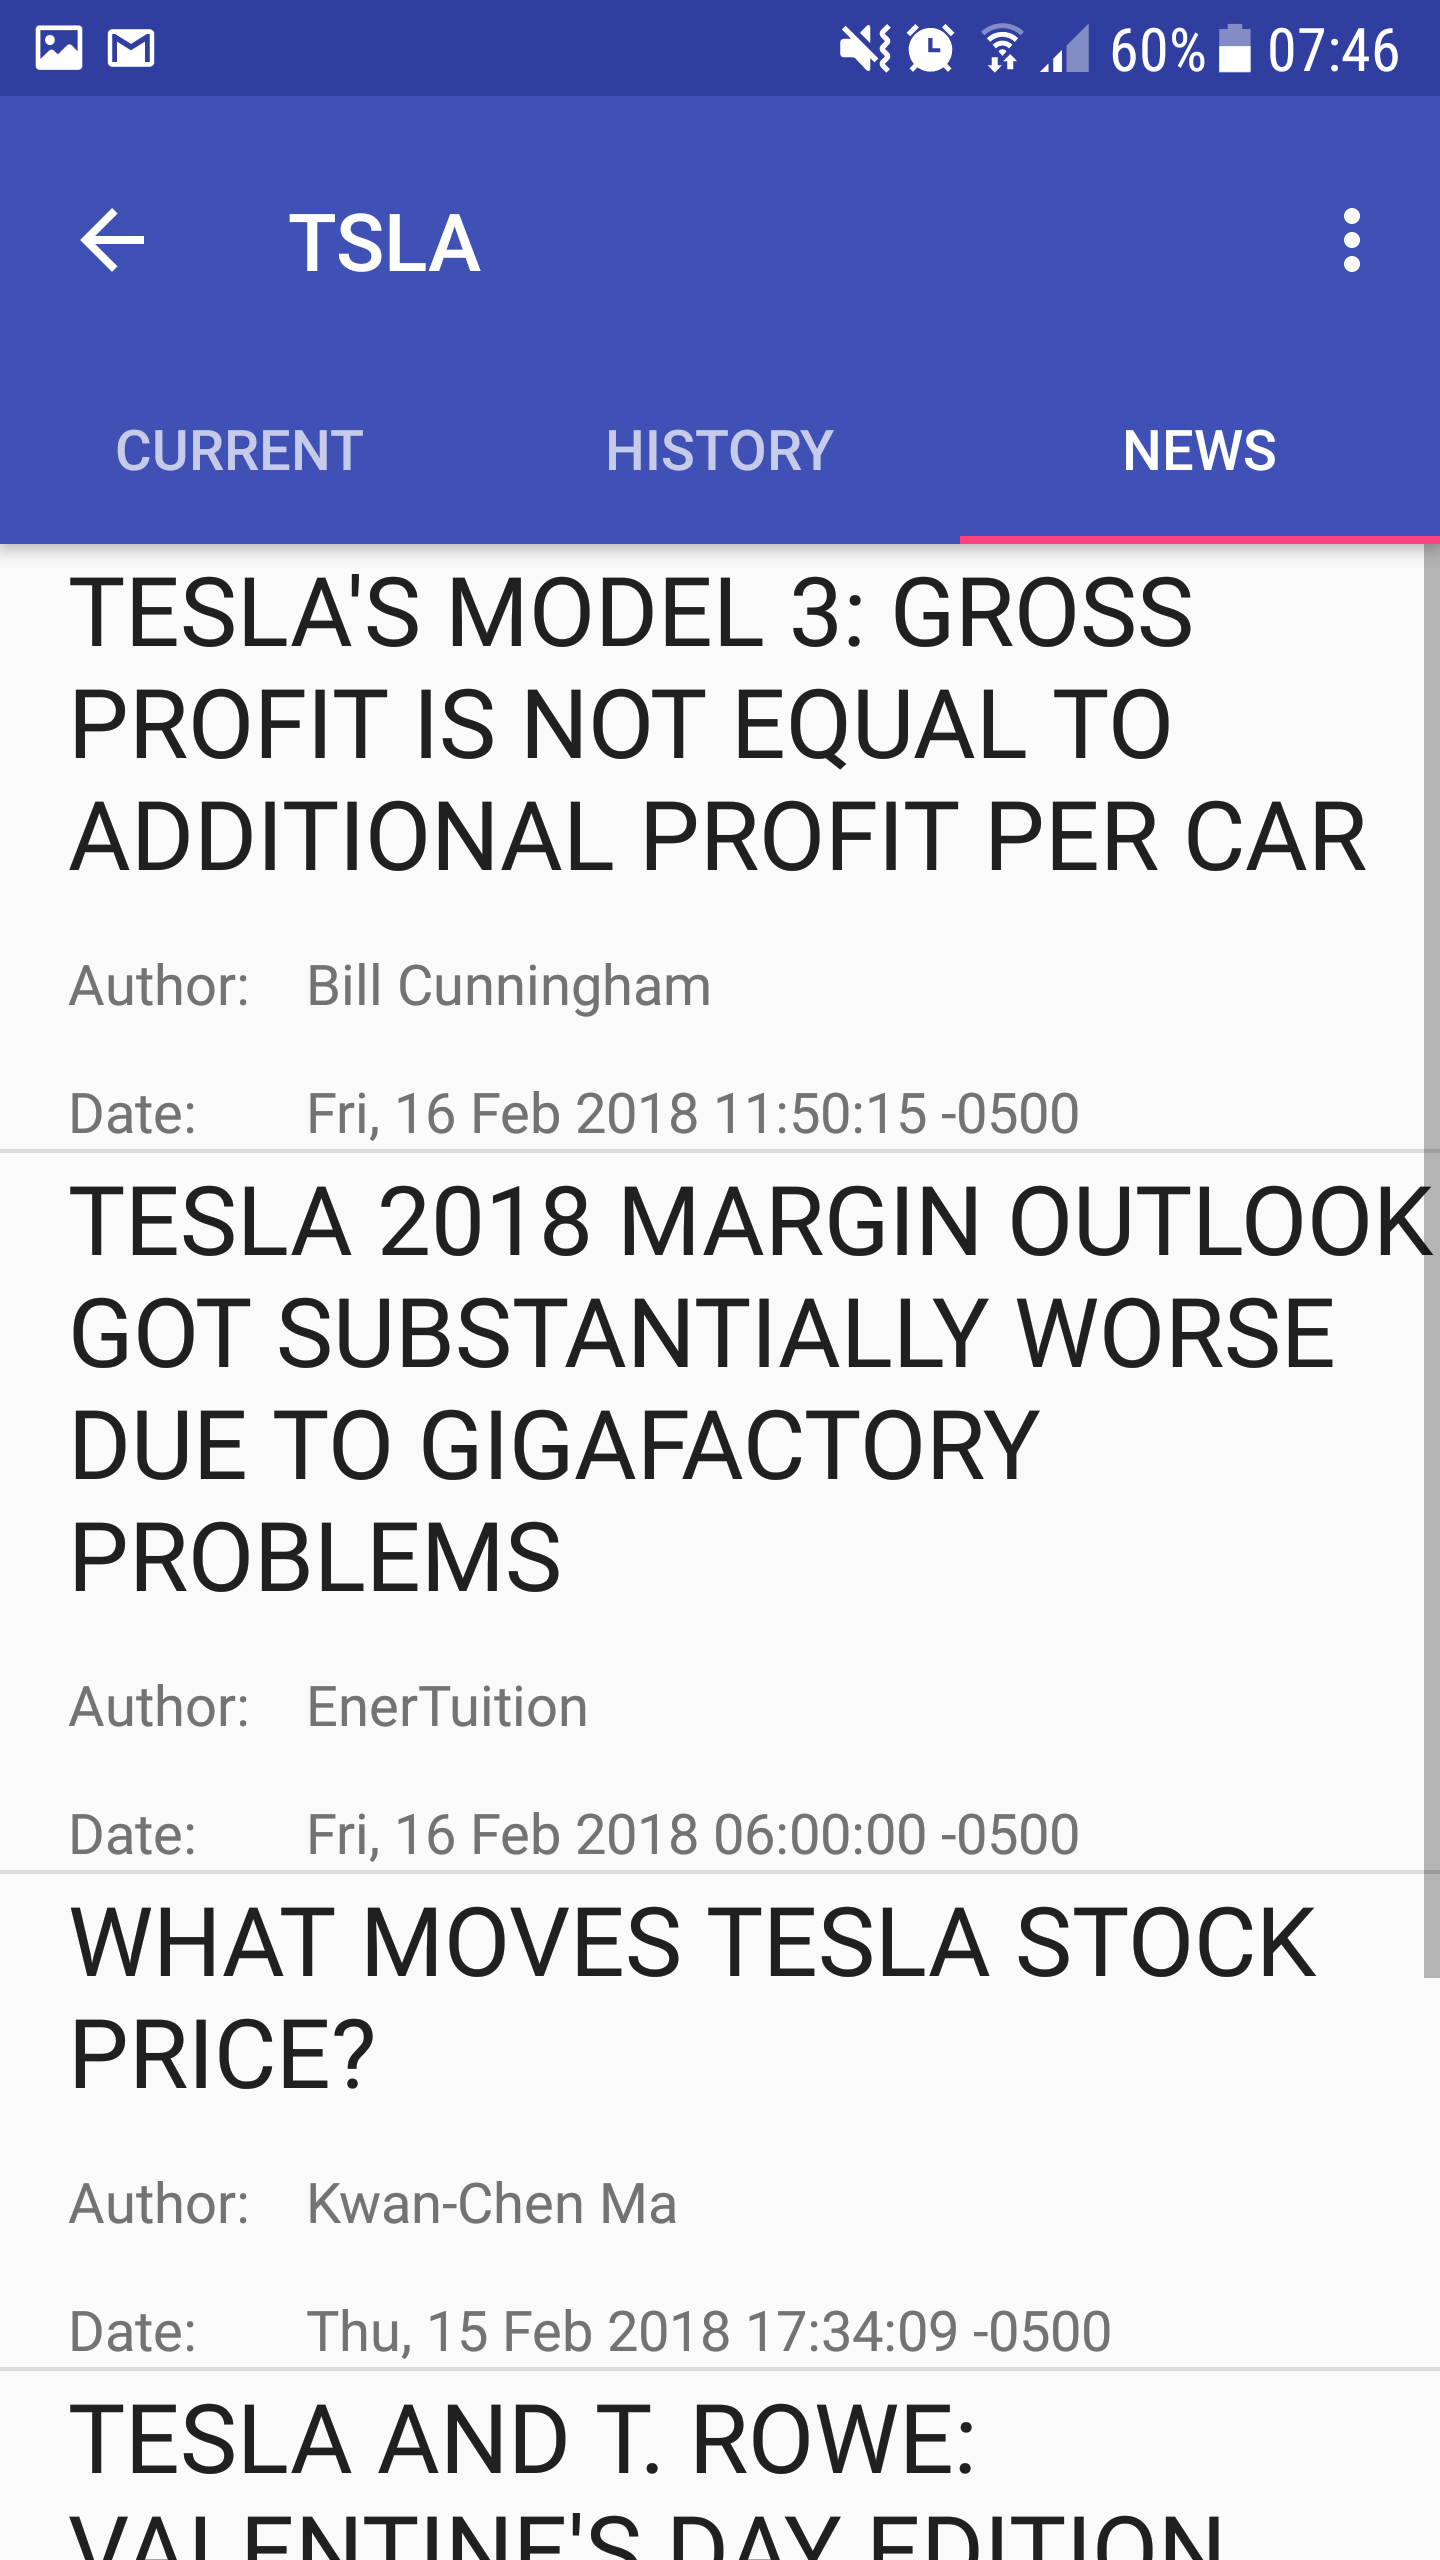 60% 07:46
TSLA
CURRENT HISTORY NEWS
TESLA'S MODEL 3: GROSS
PROFIT IS NOT EQUAL TO
ADDITIONAL PROFIT PER CAR
Author: Bill Cunningham
Date: Fri, 16 Feb 2018 11:50:15 -0500
TESLA 2018 MARGIN OUTLOOK
GOT SUBSTANTIALLY WORSE
DUE TO GIGAFACTORY
PROBLEMS
Author: EnerTuition
Date: Fri, 16 Feb 2018 06:00:00 -0500
WHAT MOVES TESLA STOCK
PRICE?
Author: Kwan-Chen Ma
Date: Thu, 15 Feb 2018 17:34:09 -0500
TESLA AND T. ROWE:
VALENTINE'S DAY EDITION